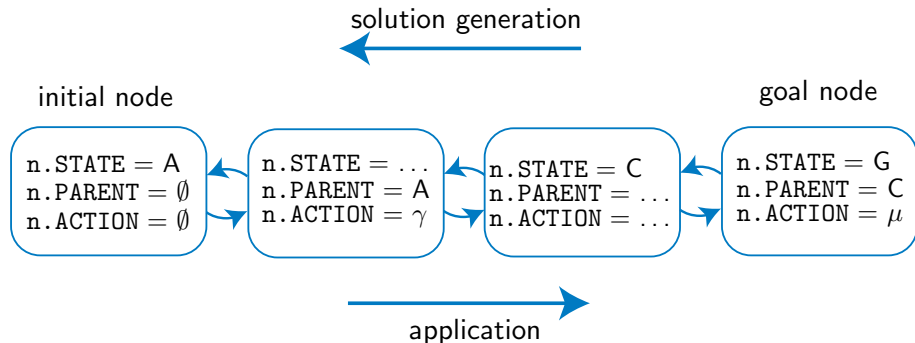 solution generation
initial node
goal node
n.STATE = A
n.PARENT = ∅
n.ACTION = ∅
n.STATE = ...
n.PARENT = A
n.ACTION = γ
n.STATE = C
n.PARENT = ...
n.ACTION = ...
n.STATE = G
n.PARENT = C
n.ACTION = μ
application